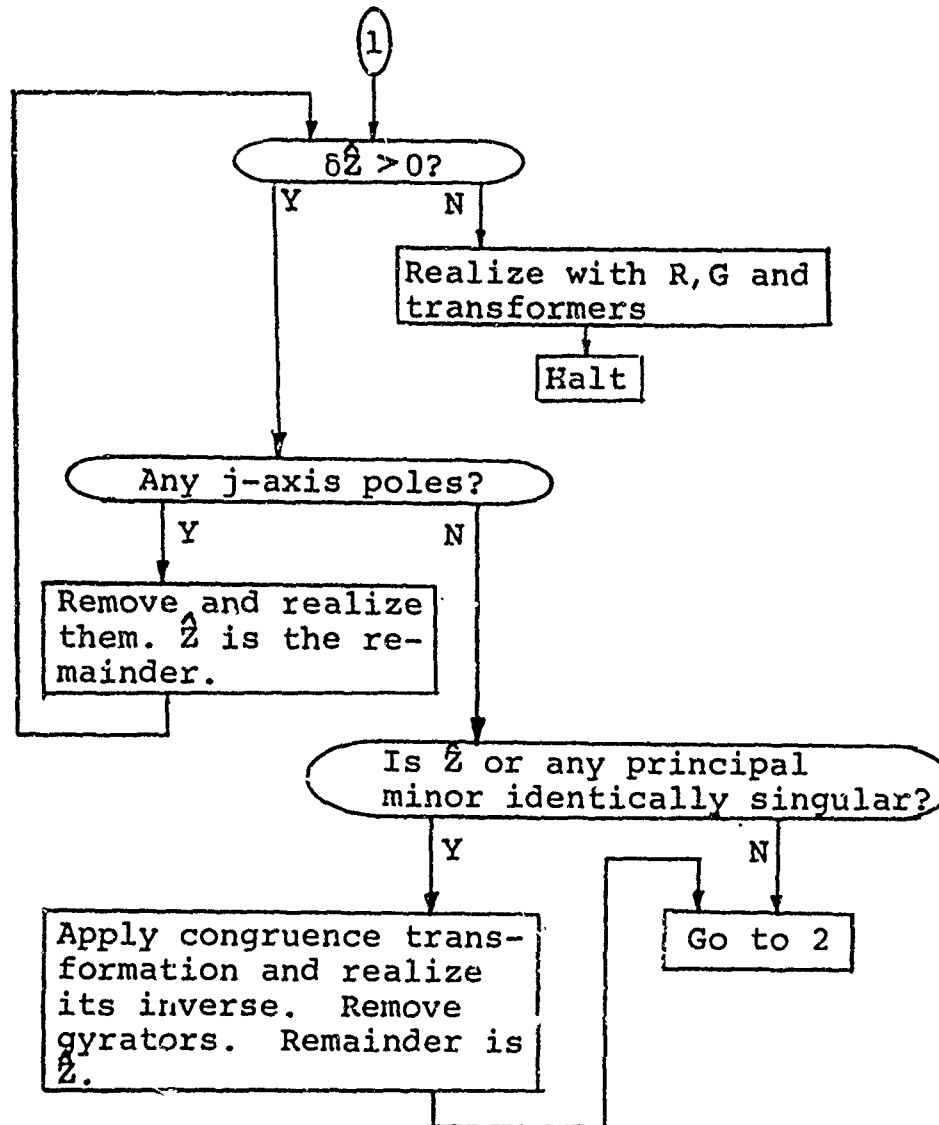 1
δẐ > 0?
Y
N
Realize with R,G and
transformers
Halt
Any j-axis poles?
Y
N
Remove and realize
them. Ẑ is the re-
mainder.
Is Ẑ or any principal
minor identically singular?
Y
N
Apply congruence trans-
formation and realize
its inverse. Remove
gyrators. Remainder is
Ẑ.
Go to 2